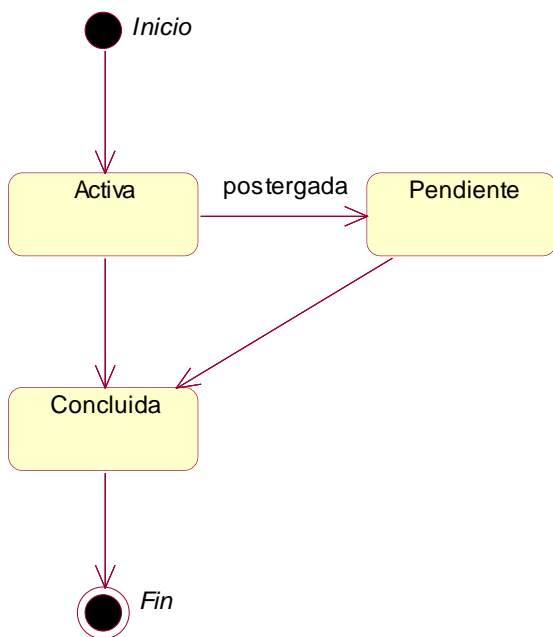 Inicio
Activa
postergada
Pendiente
Concluida
Fin